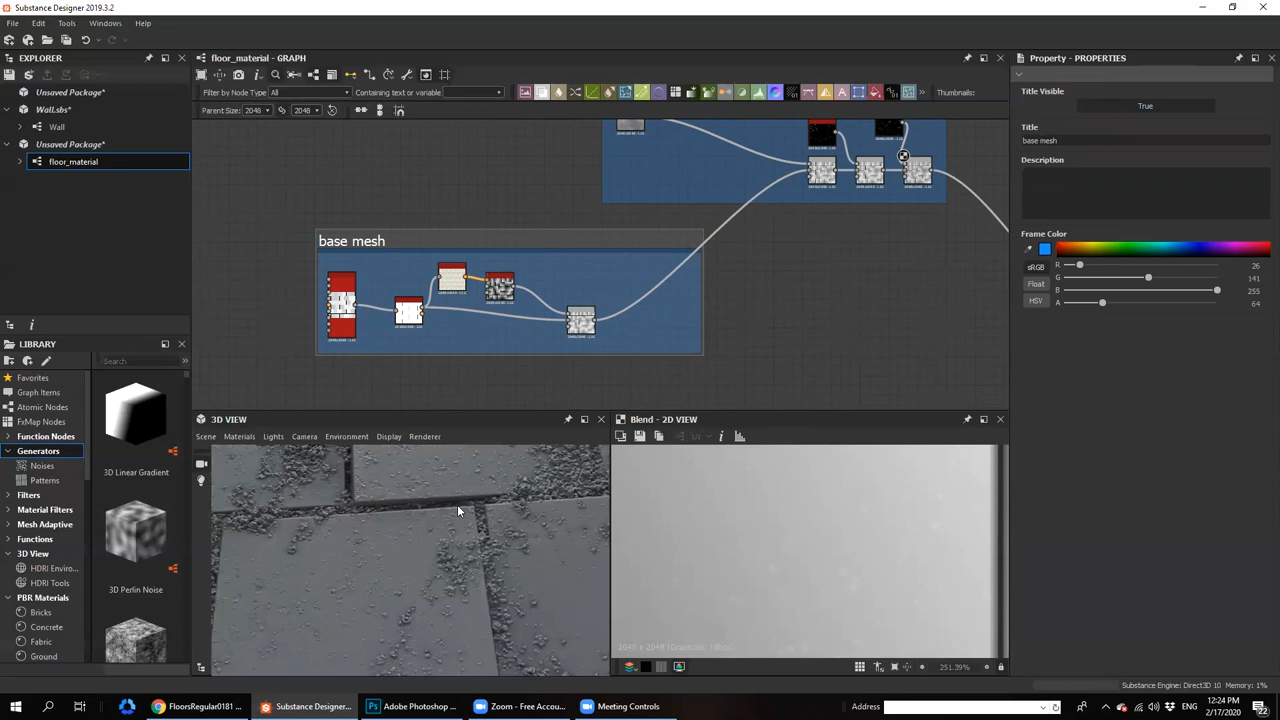 Substance Designer 2019.3.2
File Edit Tools Windows Help
EXPLORER
Unsaved Package*
Wall.sbs*
Wall
Unsaved Package*
floor_material
LIBRARY
Search
Favorites
Graph Items
Atomic Nodes
FxMap Nodes
Function Nodes
Generators
Noises
Patterns
Filters
Material Filters
Mesh Adaptive
Functions
3D View
HDRI Enviro...
HDRI Tools
PBR Materials
Bricks
Concrete
Fabric
Ground
3D Linear Gradient
3D Perlin Noise
floor_material - GRAPH
Filter by Node Type All Containing text or variable Thumbnails:
Parent Size: 2048 2048
base mesh
3D VIEW
Scene Materials Lights Camera Environment Display Renderer
Blend - 2D VIEW
251.39%
Property - PROPERTIES
Title Visible
True
Title
base mesh
Description
Frame Color
sRGB
Float
HSV
R 26
G 141
B 255
A 64
Substance Engine: Direct3D 10 Memory: 1%
FloorsRegular0181 ...
Substance Designer...
Adobe Photoshop ...
Zoom - Free Accou...
Meeting Controls
Address
12:24 PM
2/17/2020
22